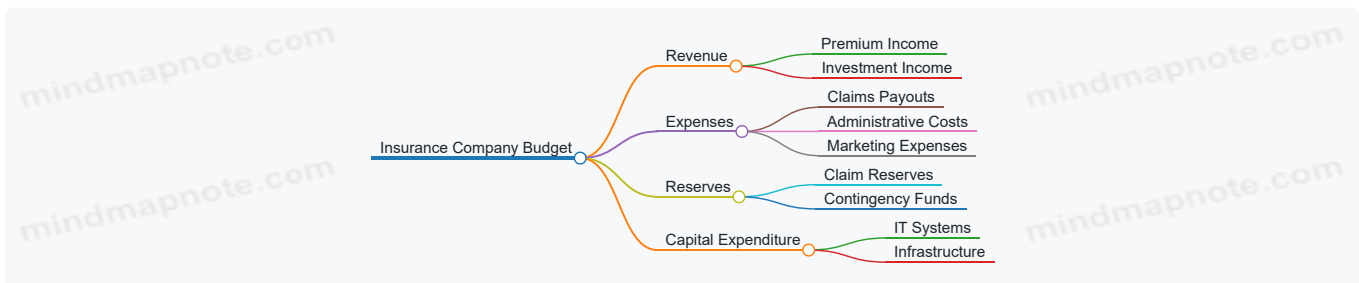 mindmapnote.com
mindmapnote.com
Insurance Company Budget
Revenue
Premium Income
Investment Income
Expenses
Claims Payouts
Administrative Costs
Marketing Expenses
Reserves
Claim Reserves
Contingency Funds
Capital Expenditure
IT Systems
Infrastructure
mindmapnote.com
mindmapnote.com